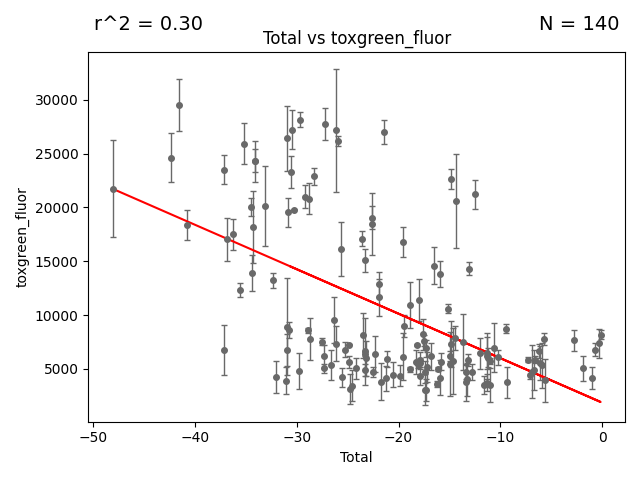 r^2 = 0.30
N = 140
Total vs toxgreen_fluor
30000
25000
20000
15000
10000
5000
toxgreen_fluor
−50
−40
−30
−20
−10
0
Total